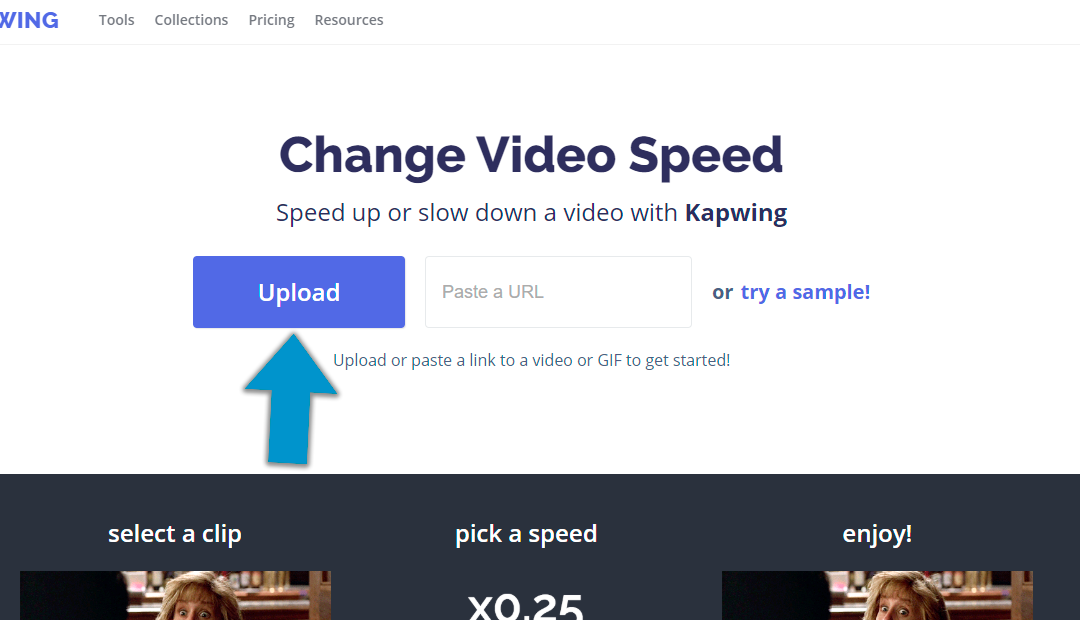 WING Tools Collections Pricing Resources
Change Video Speed
Speed up or slow down a video with Kapwing
Upload Paste a URL or try a sample!
Upload or paste a link to a video or GIF to get started!
select a clip pick a speed enjoy!
x0.25